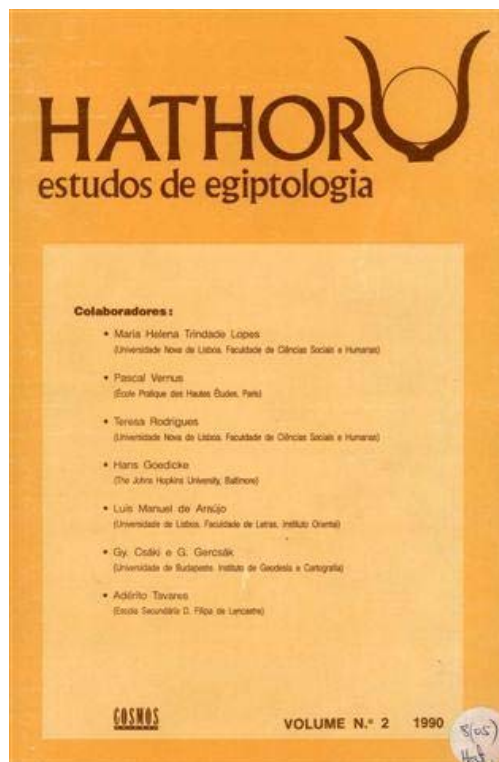 HATHOR
estudos de egiptologia
Colaboradores:
• Maria Helena Trindade Lopes
(Universidade Nova de Lisboa, Faculdade de Ciências Sociais e Humanas)
• Pascal Vernus
(École Pratique des Hautes Études, Paris)
• Teresa Rodrigues
(Universidade Nova de Lisboa, Faculdade de Ciências Sociais e Humanas)
• Hans Goedicke
(The Johns Hopkins University, Baltimore)
• Luís Manuel de Araújo
(Universidade de Lisboa, Faculdade de Letras, Instituto Oriental)
• Gy. Csáki e G. Gercsák
(Universidade de Budapeste. Instituto de Geodesia e Cartografia)
• Adérito Tavares
(Escola Secundária D. Filipa de Lencastre)
COSMOS
VOLUME N.º 2 1990